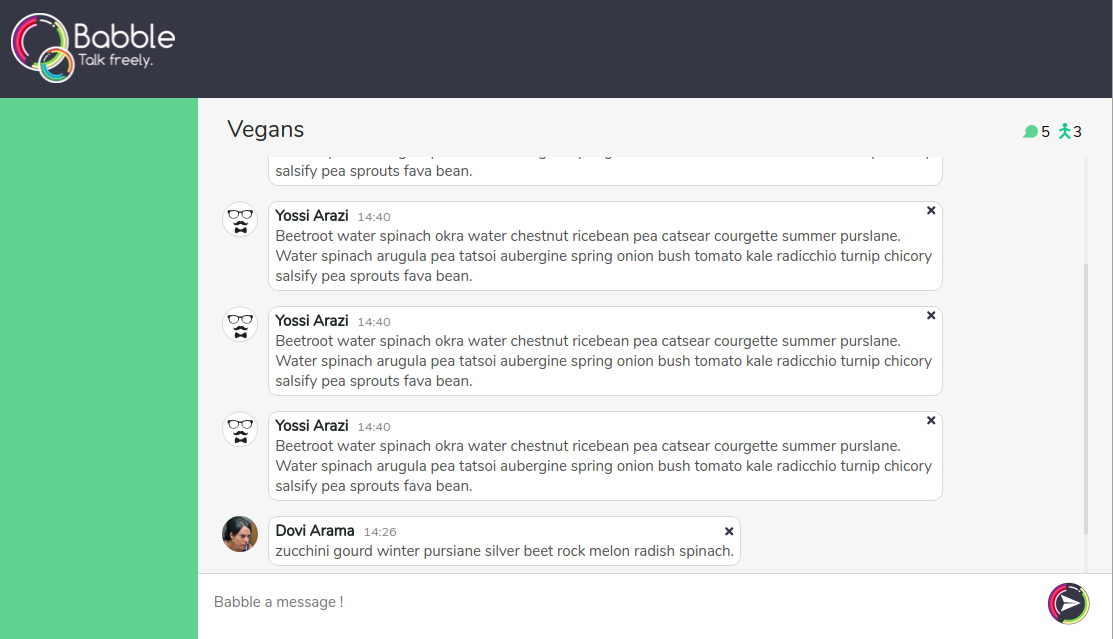 Babble
Talk freely.
Vegans
5 3
salsify pea sprouts fava bean.
Yossi Arazi 14:40
Beetroot water spinach okra water chestnut ricebean pea catsear courgette summer purslane.
Water spinach arugula pea tatsoi aubergine spring onion bush tomato kale radicchio turnip chicory
salsify pea sprouts fava bean.
Yossi Arazi 14:40
Beetroot water spinach okra water chestnut ricebean pea catsear courgette summer purslane.
Water spinach arugula pea tatsoi aubergine spring onion bush tomato kale radicchio turnip chicory
salsify pea sprouts fava bean.
Yossi Arazi 14:40
Beetroot water spinach okra water chestnut ricebean pea catsear courgette summer purslane.
Water spinach arugula pea tatsoi aubergine spring onion bush tomato kale radicchio turnip chicory
salsify pea sprouts fava bean.
Dovi Arama 14:26
zucchini gourd winter pursiane silver beet rock melon radish spinach.
Babble a message !